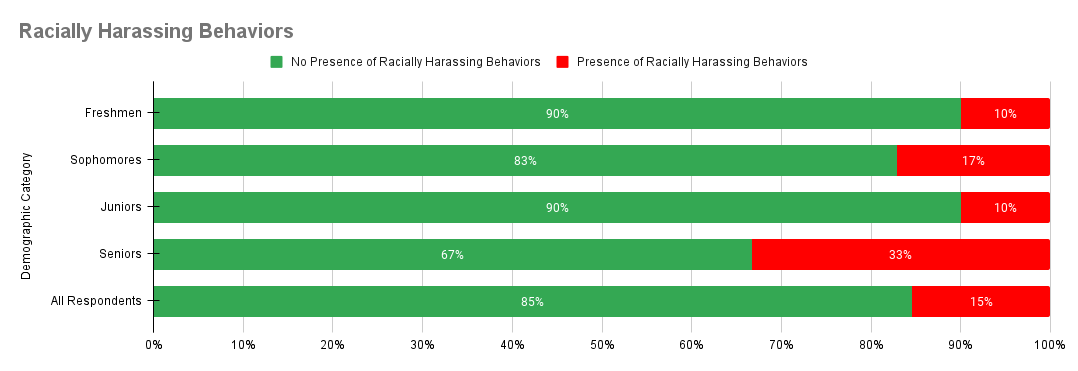 Racially Harassing Behaviors
No Presence of Racially Harassing Behaviors
Presence of Racially Harassing Behaviors
Demographic Category
Freshmen
90%
10%
Sophomores
83%
17%
Juniors
90%
10%
Seniors
67%
33%
All Respondents
85%
15%
0%
10%
20%
30%
40%
50%
60%
70%
80%
90%
100%